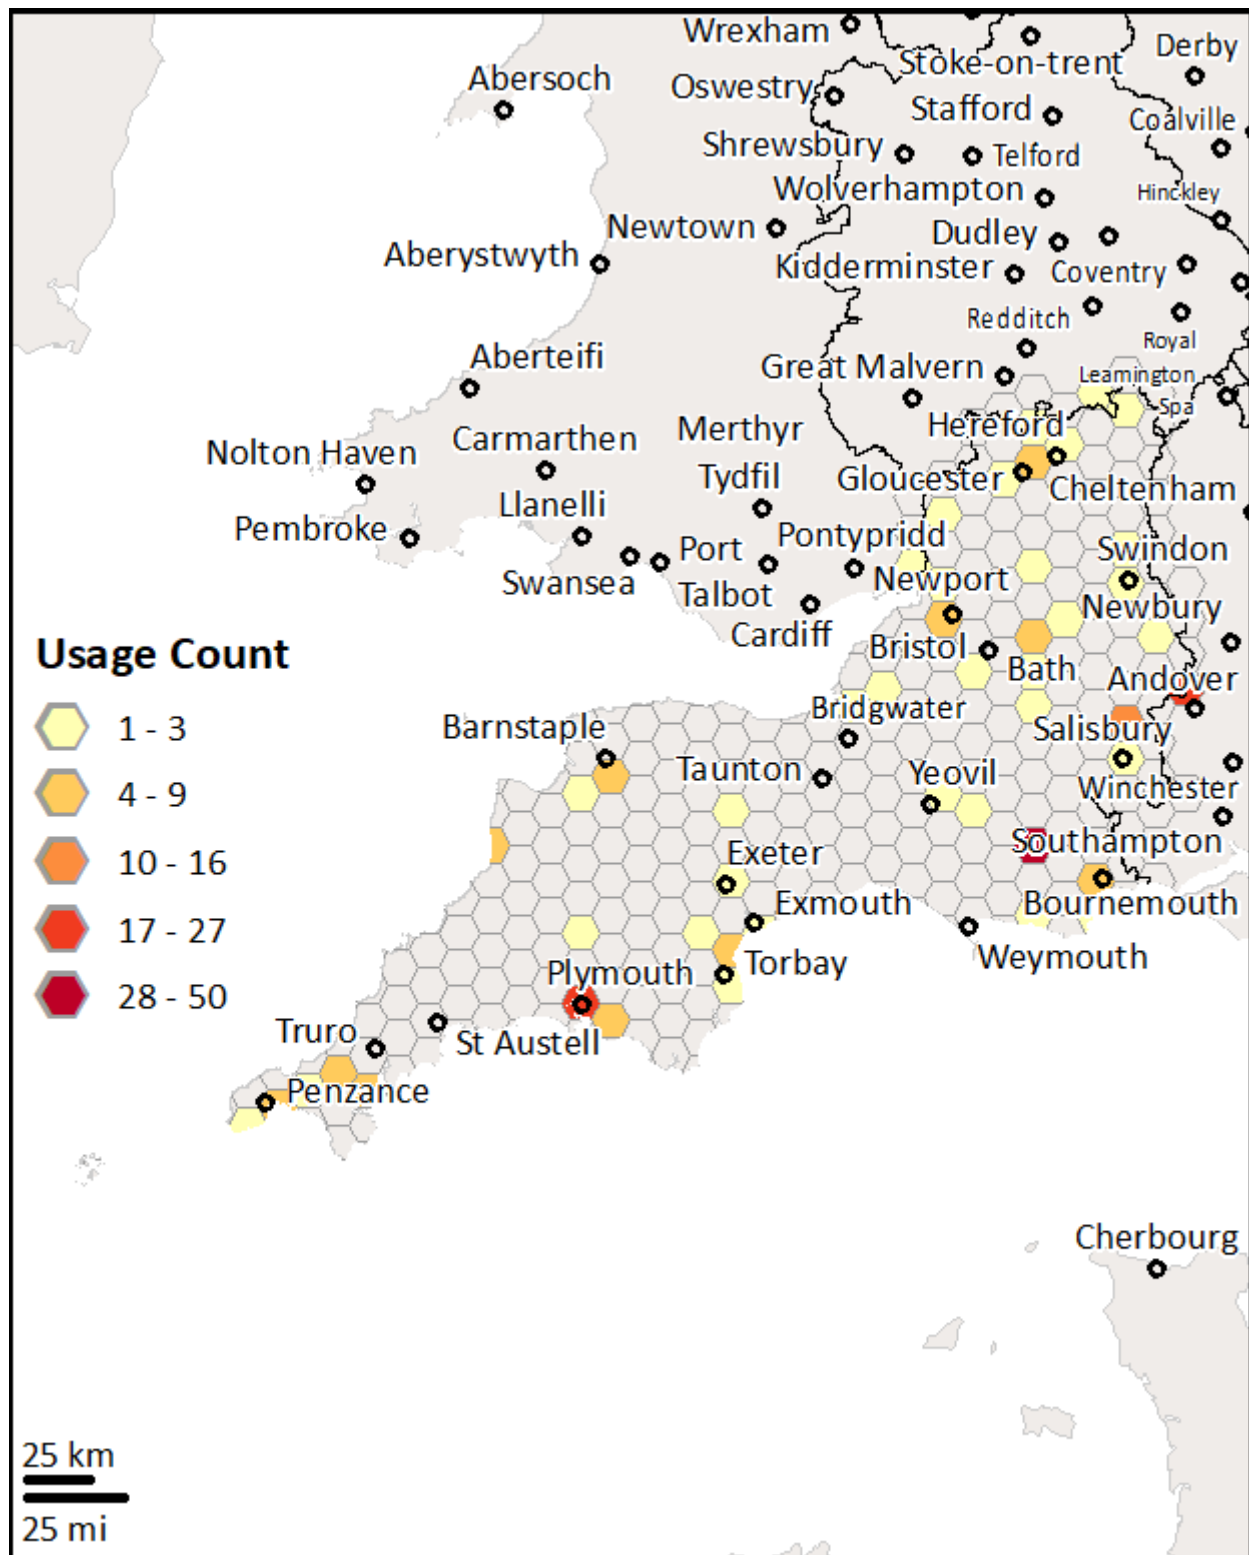 Wrexham
Stoke-on-trent
Derby
Abersoch
Oswestry
Stafford
Coalville
Shrewsbury
Telford
Wolverhampton
Hinckley
Newtown
Dudley
Aberystwyth
Kidderminster
Coventry
Redditch
Royal
Leamington
Spa
Aberteifi
Great Malvern
Nolton Haven
Carmarthen
Merthyr
Tydfil
Hereford
Gloucester
Cheltenham
Llanelli
Pembroke
Swansea
Port
Talbot
Pontypridd
Newport
Swindon
Cardiff
Newbury
Bristol
Bath
Andover
Usage Count
1 - 3
4 - 9
10 - 16
17 - 27
28 - 50
Barnstaple
Bridgwater
Salisbury
Taunton
Yeovil
Winchester
Southampton
Exeter
Exmouth
Bournemouth
Weymouth
Plymouth
Torbay
Truro
St Austell
Penzance
Cherbourg
25 km
25 mi